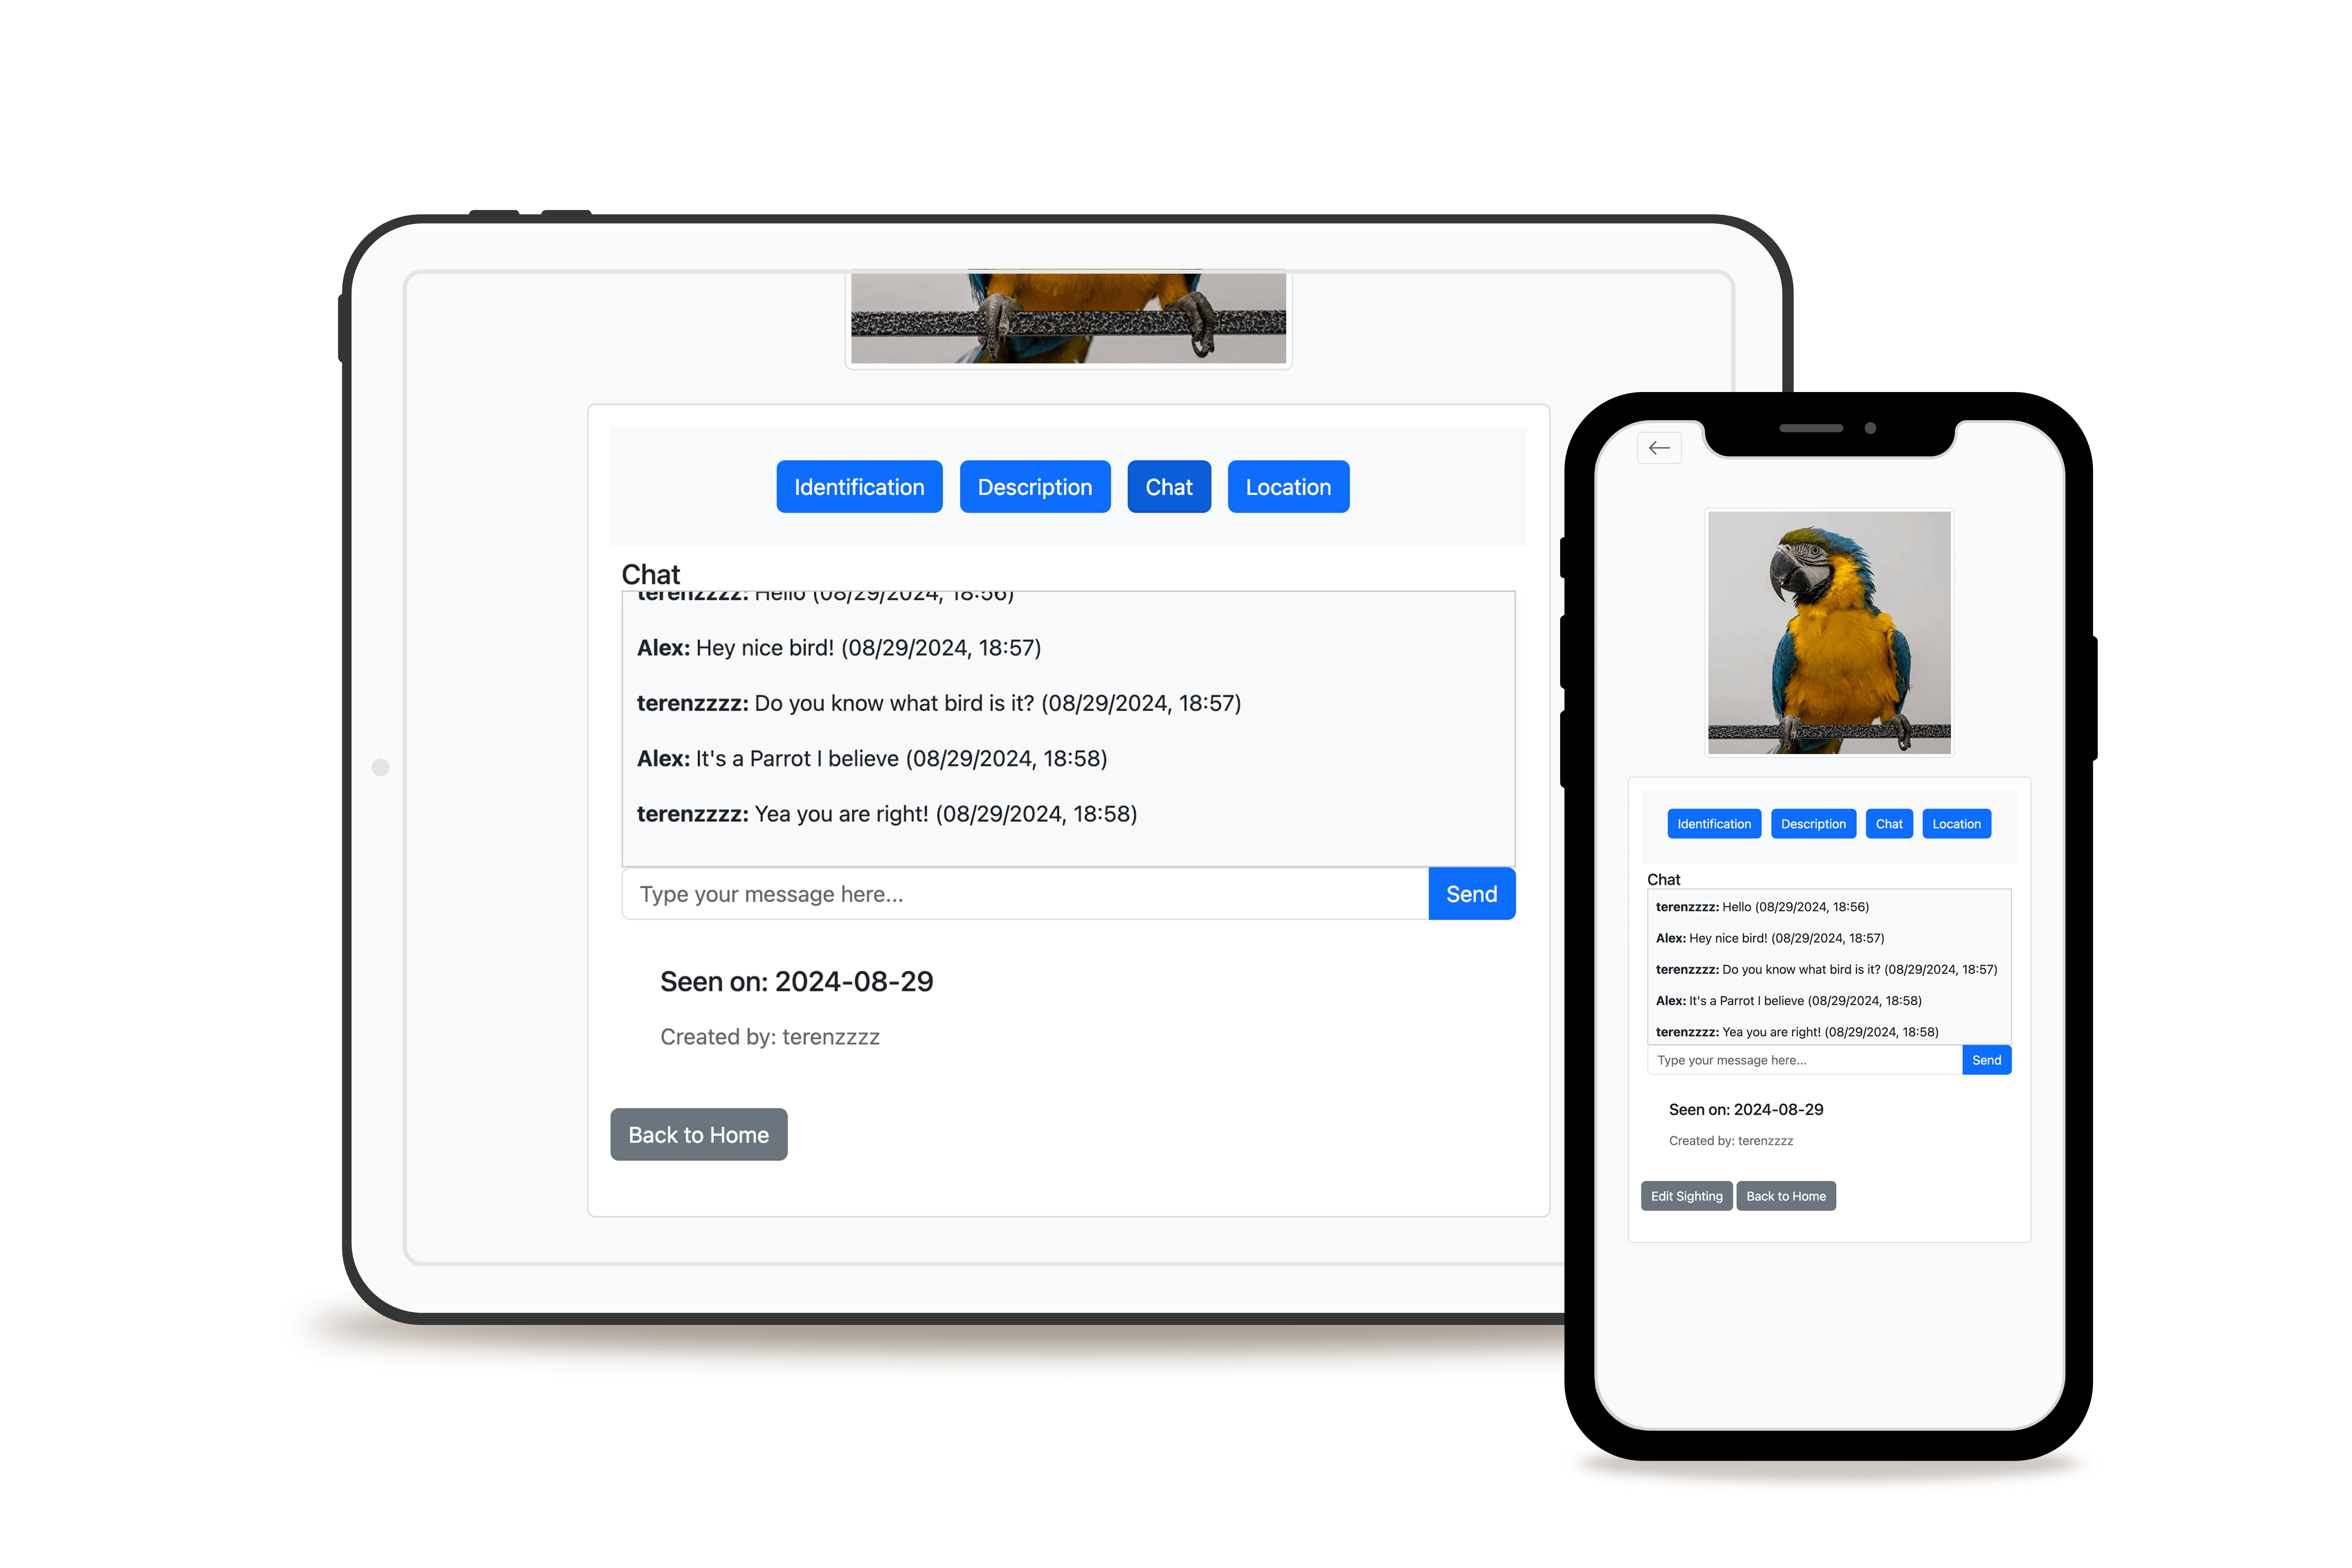 Identification Description Chat Location
Chat
terenzzzz: Hello (08/29/2024, 18:56)
Alex: Hey nice bird! (08/29/2024, 18:57)
terenzzzz: Do you know what bird is it? (08/29/2024, 18:57)
Alex: It's a Parrot I believe (08/29/2024, 18:58)
terenzzzz: Yea you are right! (08/29/2024, 18:58)
Type your message here... Send
Seen on: 2024-08-29
Created by: terenzzzz
Back to Home
Identification Description Chat Location
Chat
terenzzzz: Hello (08/29/2024, 18:56)
Alex: Hey nice bird! (08/29/2024, 18:57)
terenzzzz: Do you know what bird is it? (08/29/2024, 18:57)
Alex: It's a Parrot I believe (08/29/2024, 18:58)
terenzzzz: Yea you are right! (08/29/2024, 18:58)
Type your message here... Send
Seen on: 2024-08-29
Created by: terenzzzz
Edit Sighting Back to Home